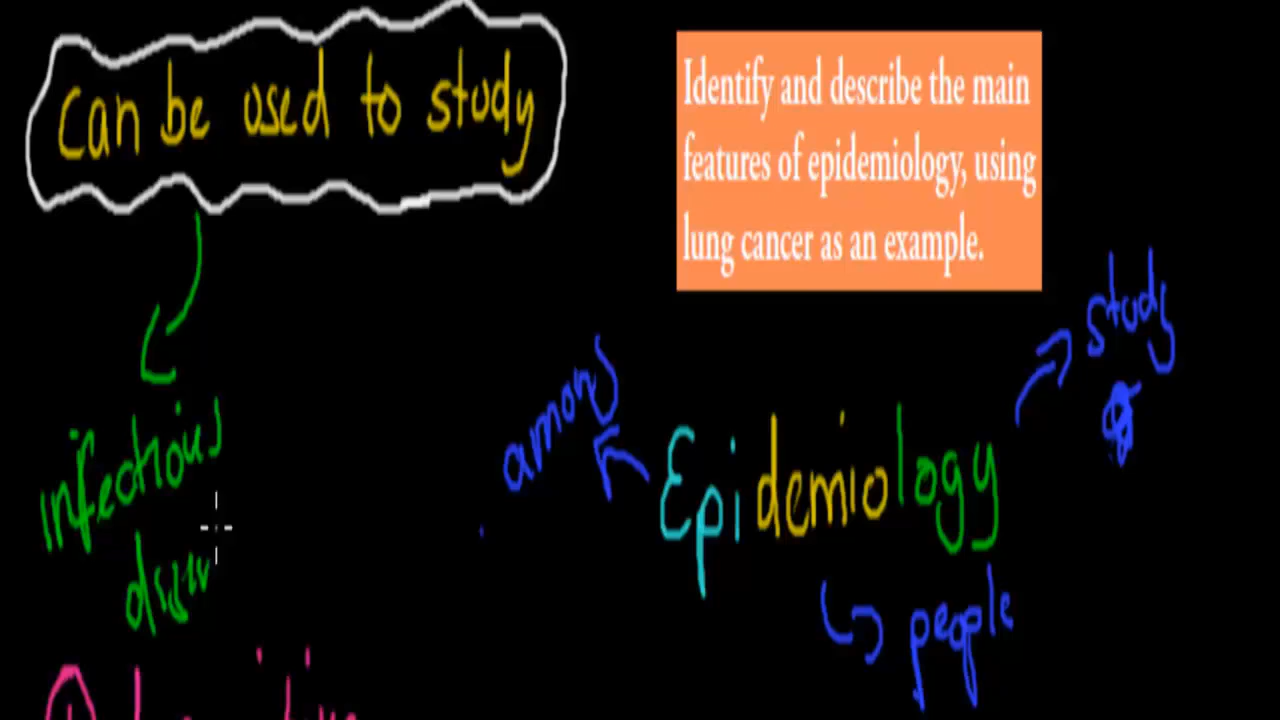 Can be used to study
Identify and describe the main
features of epidemiology, using
lung cancer as an example.
study
among
infectious
Epidemiology
people